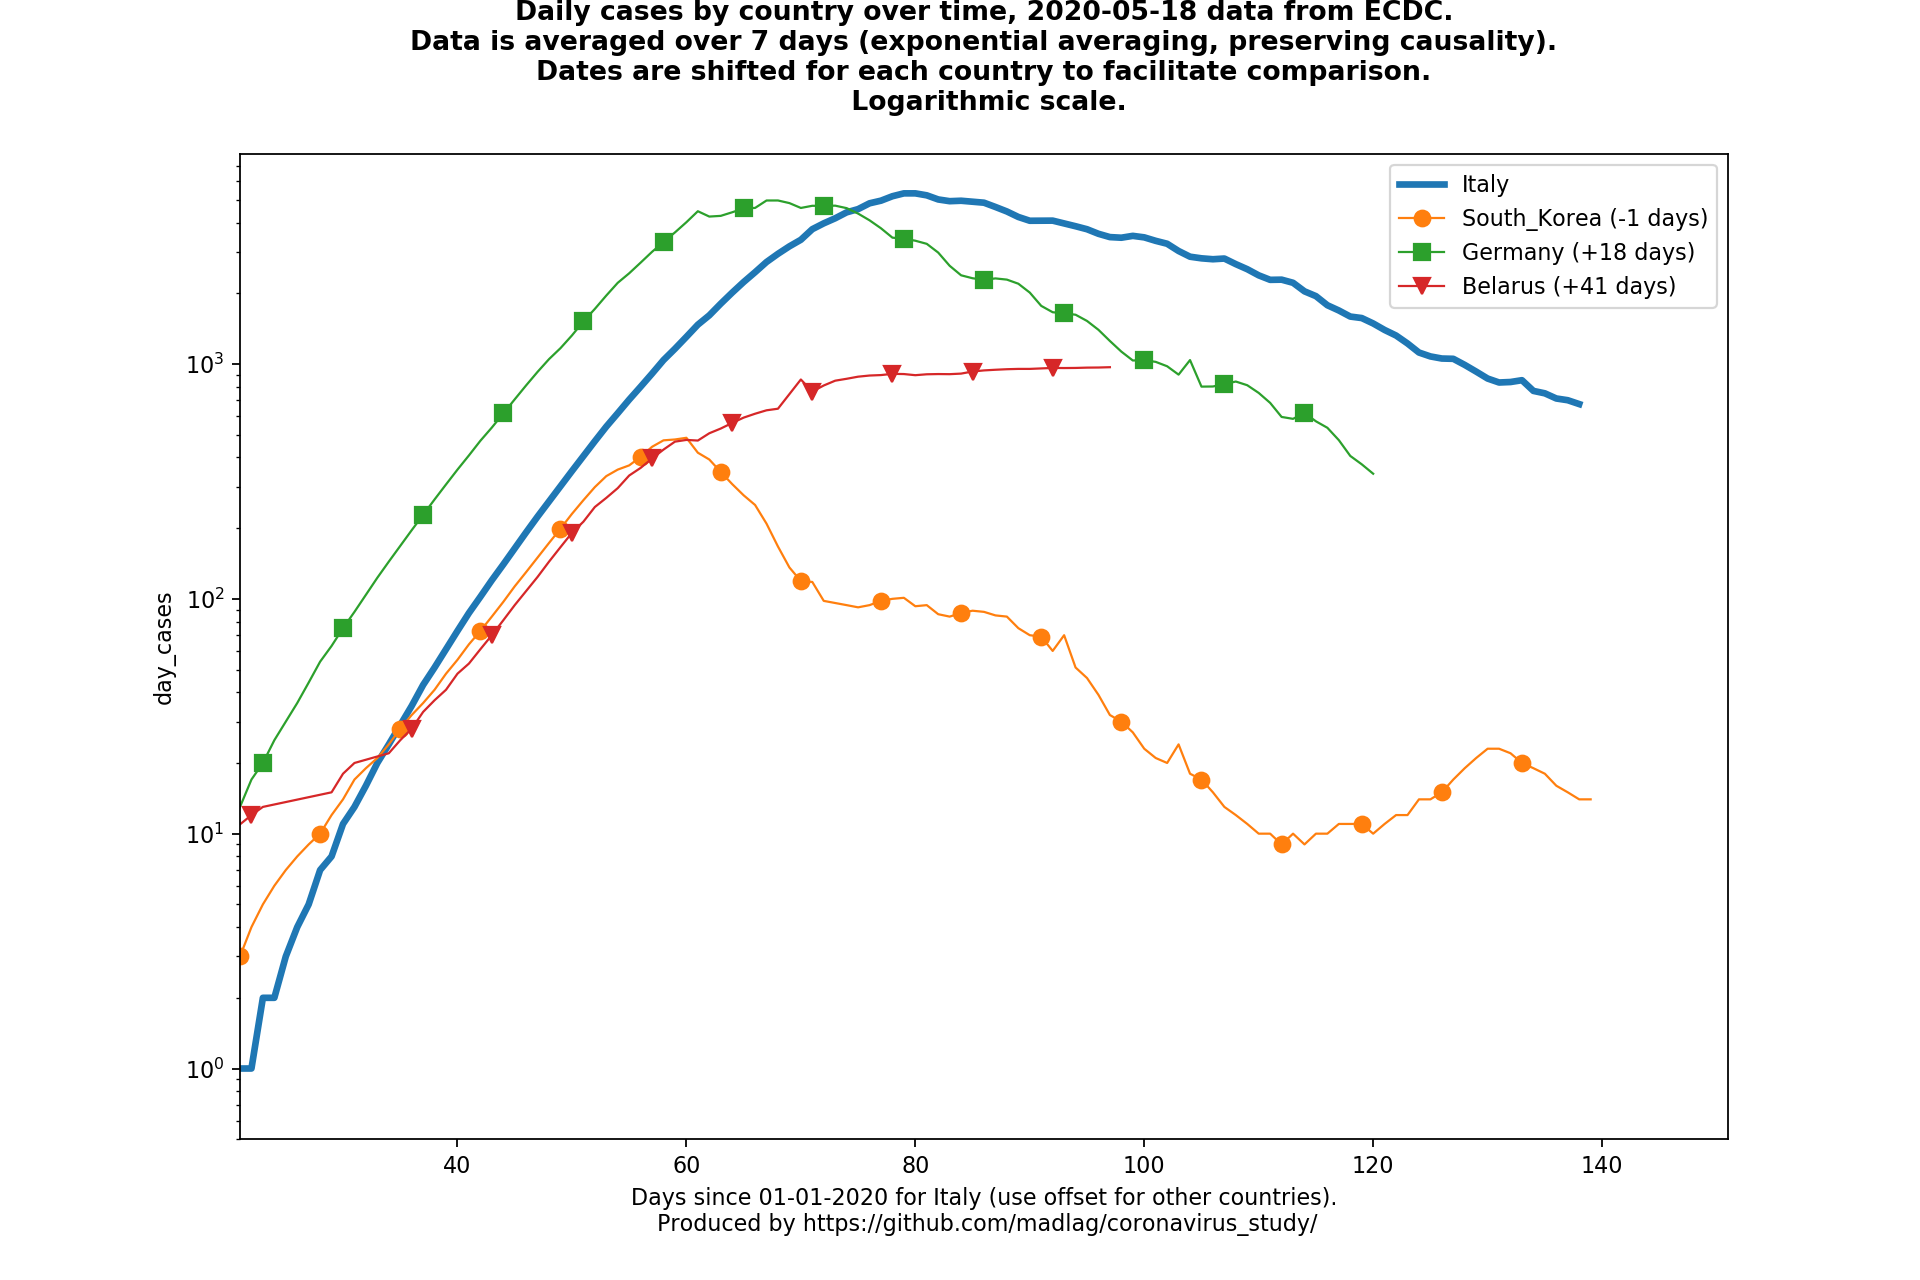 Daily cases by country over time, 2020-05-18 data from ECDC.
Data is averaged over 7 days (exponential averaging, preserving causality).
Dates are shifted for each country to facilitate comparison.
Logarithmic scale.
Italy
South_Korea (-1 days)
Germany (+18 days)
Belarus (+41 days)
10³
10²
10¹
10⁰
day_cases
40 60 80 100 120 140
Days since 01-01-2020 for Italy (use offset for other countries).
Produced by https://github.com/madlag/coronavirus_study/